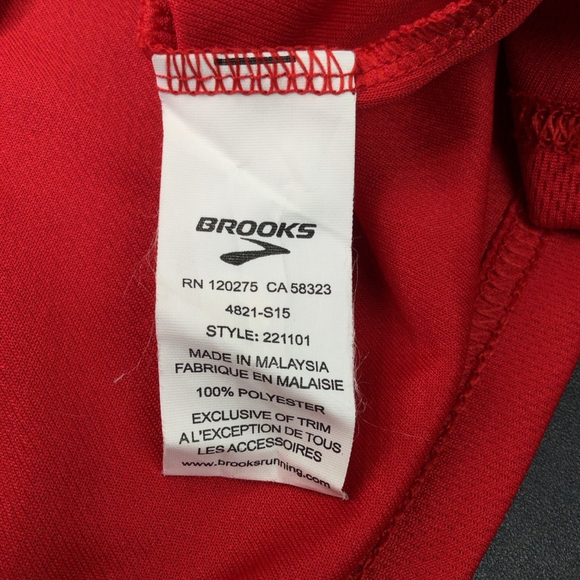 BROOKS
RN 120275 CA 58323
4821-S15
STYLE: 221101
MADE IN MALAYSIA
FABRIQUE EN MALAISIE
100% POLYESTER
EXCLUSIVE OF TRIM
A L'EXCEPTION DE TOUS
LES ACCESSOIRES
www.brooksrunning.com